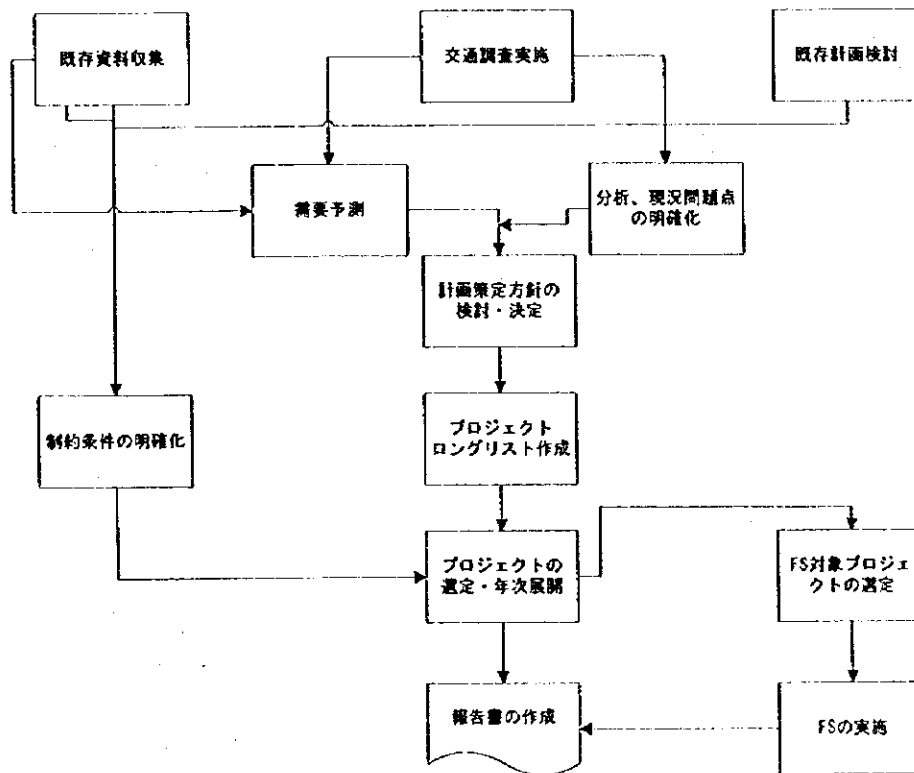 既存資料収集
交通調査実施
既存計画検討
需要予測
分析、現況問題点
の明確化
計画策定方針の
検討・決定
制約条件の明確化
プロジェクト
ロングリスト作成
プロジェクトの
選定・年次展開
FS対象プロジェ
クトの選定
報告書の作成
FSの実施